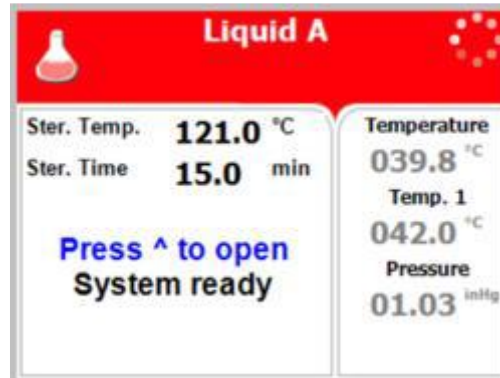 Liquid A
Ster. Temp. 121.0 °C
Ster. Time 15.0 min
Press ^ to open
System ready
Temperature
039.8 °C
Temp. 1
042.0 °C
Pressure
01.03 inHg